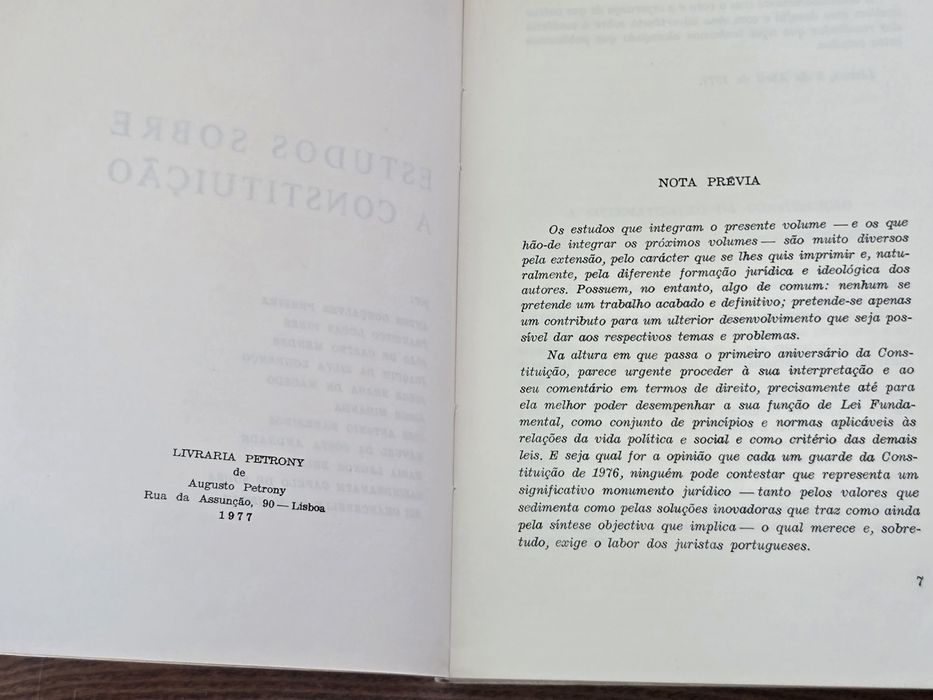 ESTUDOS SOBRE
A CONSTITUIÇÃO
LIVRARIA PETRONY
de
Augusto Petrony
Rua da Assunção, 90 — Lisboa
1977
NOTA PRÉVIA
Os estudos que integram o presente volume — e os que
hão-de integrar os próximos volumes — são muito diversos
pela extensão, pelo carácter que se lhes quis imprimir e, natu-
ralmente, pela diferente formação jurídica e ideológica dos
autores. Possuem, no entanto, algo de comum: nenhum se
pretende um trabalho acabado e definitivo; pretende-se apenas
um contributo para um ulterior desenvolvimento que seja pos-
sível dar aos respectivos temas e problemas.
Na altura em que passa o primeiro aniversário da Cons-
tituição, parece urgente proceder à sua interpretação e ao
seu comentário em termos de direito, precisamente até para
ela melhor poder desempenhar a sua função de Lei Funda-
mental, como conjunto de princípios e normas aplicáveis às
relações da vida política e social e como critério das demais
leis. E seja qual for a opinião que cada um guarde da Cons-
tituição de 1976, ninguém pode contestar que representa um
significativo monumento jurídico — tanto pelos valores que
sedimenta como pelas soluções inovadoras que traz como ainda
pela síntese objectiva que implica — o qual merece e, sobre-
tudo, exige o labor dos juristas portugueses.
7